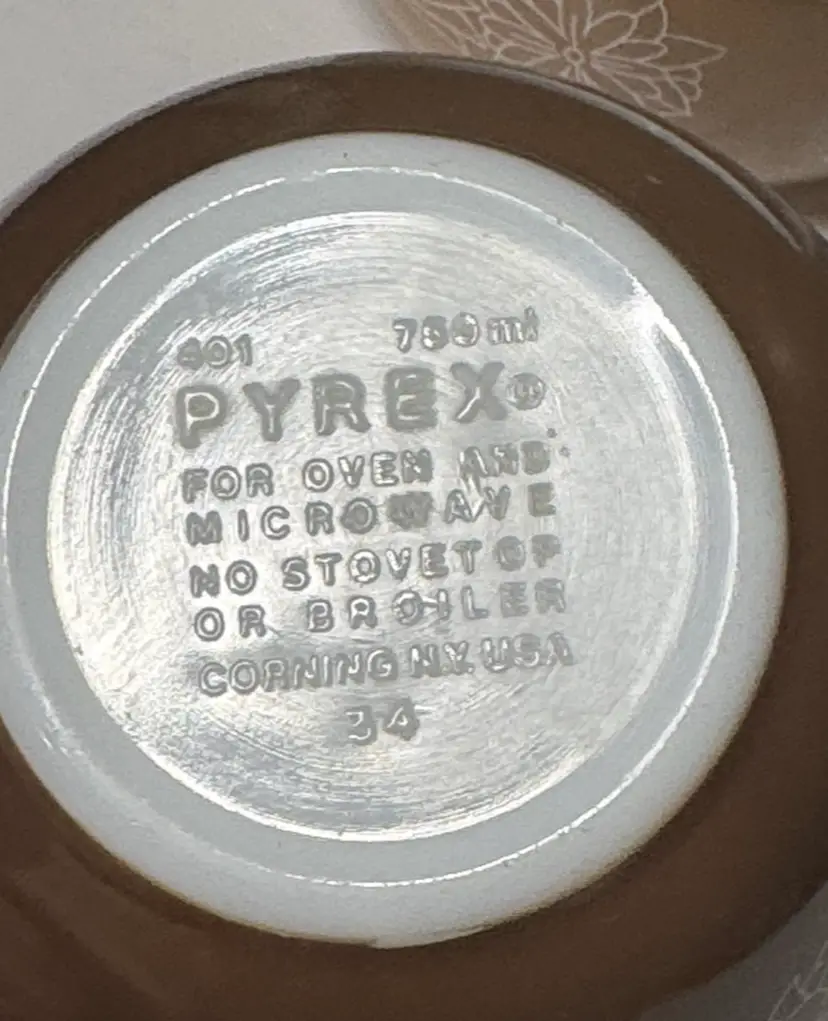 401 750 ml
PYREX®
FOR OVEN AND
MICROWAVE
NO STOVETOP
OR BROILER
CORNING N.Y. USA
34